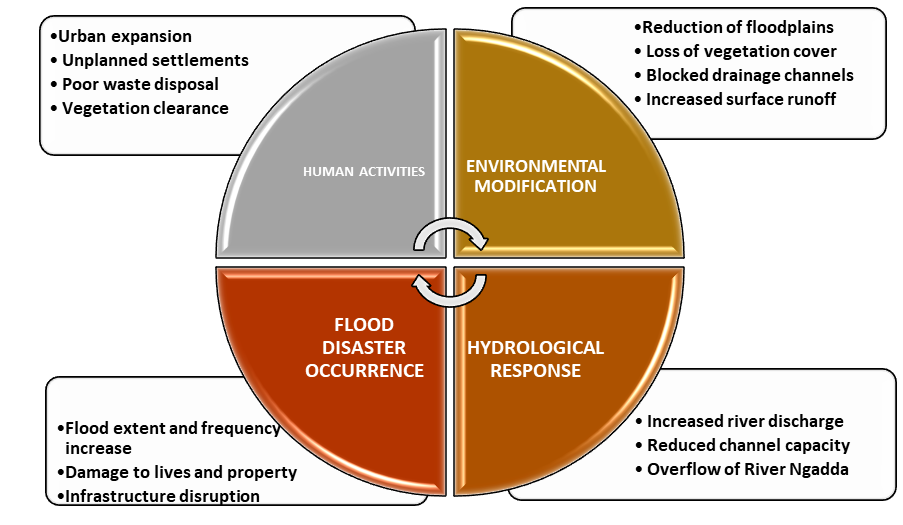 •Urban expansion
• Unplanned settlements
• Poor waste disposal
• Vegetation clearance
•Reduction of floodplains
• Loss of vegetation cover
• Blocked drainage channels
• Increased surface runoff
HUMAN ACTIVITIES
ENVIRONMENTAL
MODIFICATION
FLOOD
DISASTER
OCCURRENCE
HYDROLOGICAL
RESPONSE
•Flood extent and frequency
increase
•Damage to lives and property
•Infrastructure disruption
• Increased river discharge
• Reduced channel capacity
• Overflow of River Ngadda